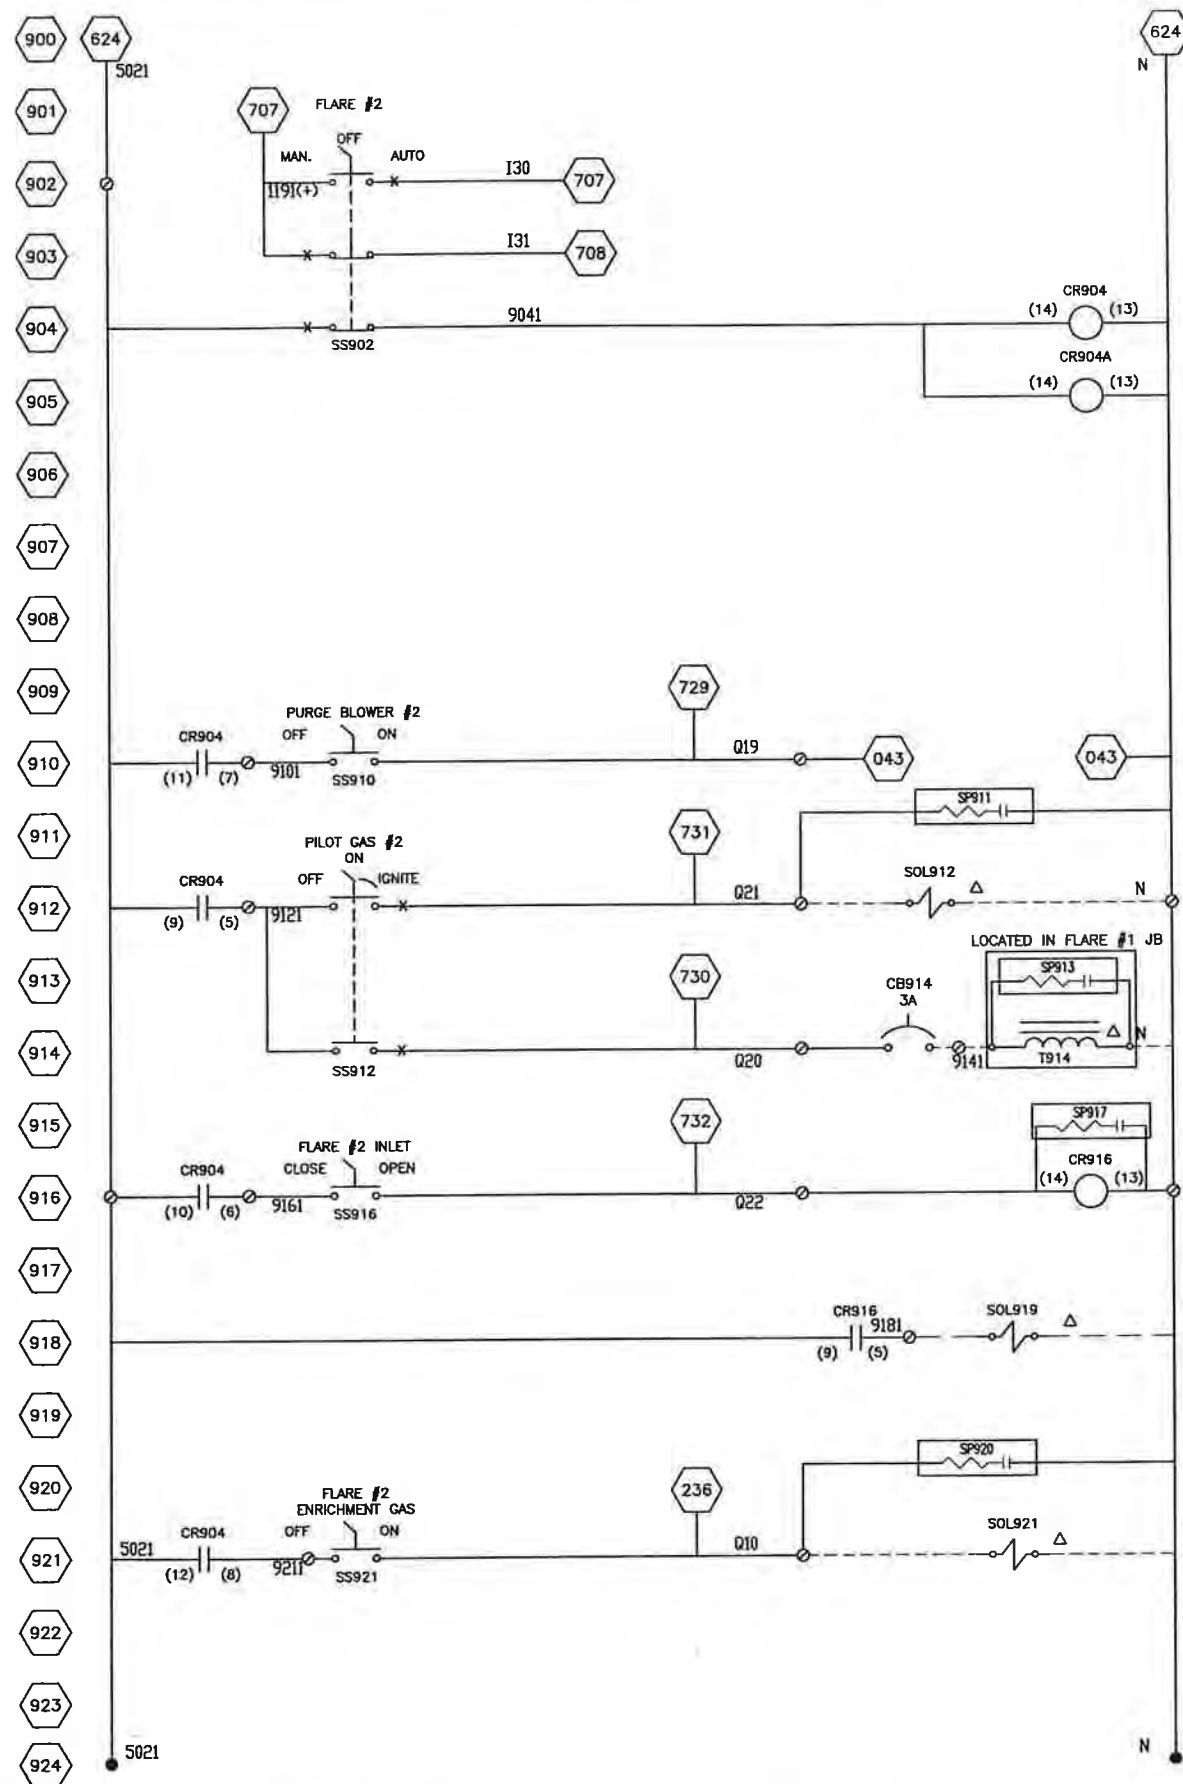 900 624 624
5021 N
901 707 FLARE #2
OFF
MAN. AUTO
902 1191(+) I30 707
903 I31 708
904 9041 (14) CR904 (13)
SS902
CR904A
905 (14) (13)
906
907
908
909 729
PURGE BLOWER #2
CR904 OFF ON
910 Q19 043 043
(11) (7) 9101 SS910
SP911
911 731
PILOT GAS #2
ON
CR904 OFF IGNITE SOL912
912 Q21 △ N
(9) (5) 9121
LOCATED IN FLARE #1 JB
SP913
913 730 CB914
3A
914 △ N
SS912 Q20 9141 T914
915 732 SP917
FLARE #2 INLET
CR904 CLOSE OPEN CR916
916 (14) (13)
(10) (6) 9161 SS916 Q22
917
CR916 9181 SOL919
918 △
(9) (5)
919
SP920
920 236
FLARE #2
ENRICHMENT GAS
CR904 OFF ON SOL921
921 5021 Q10 △
(12) (8) 9211 SS921
922
923
924 5021 N